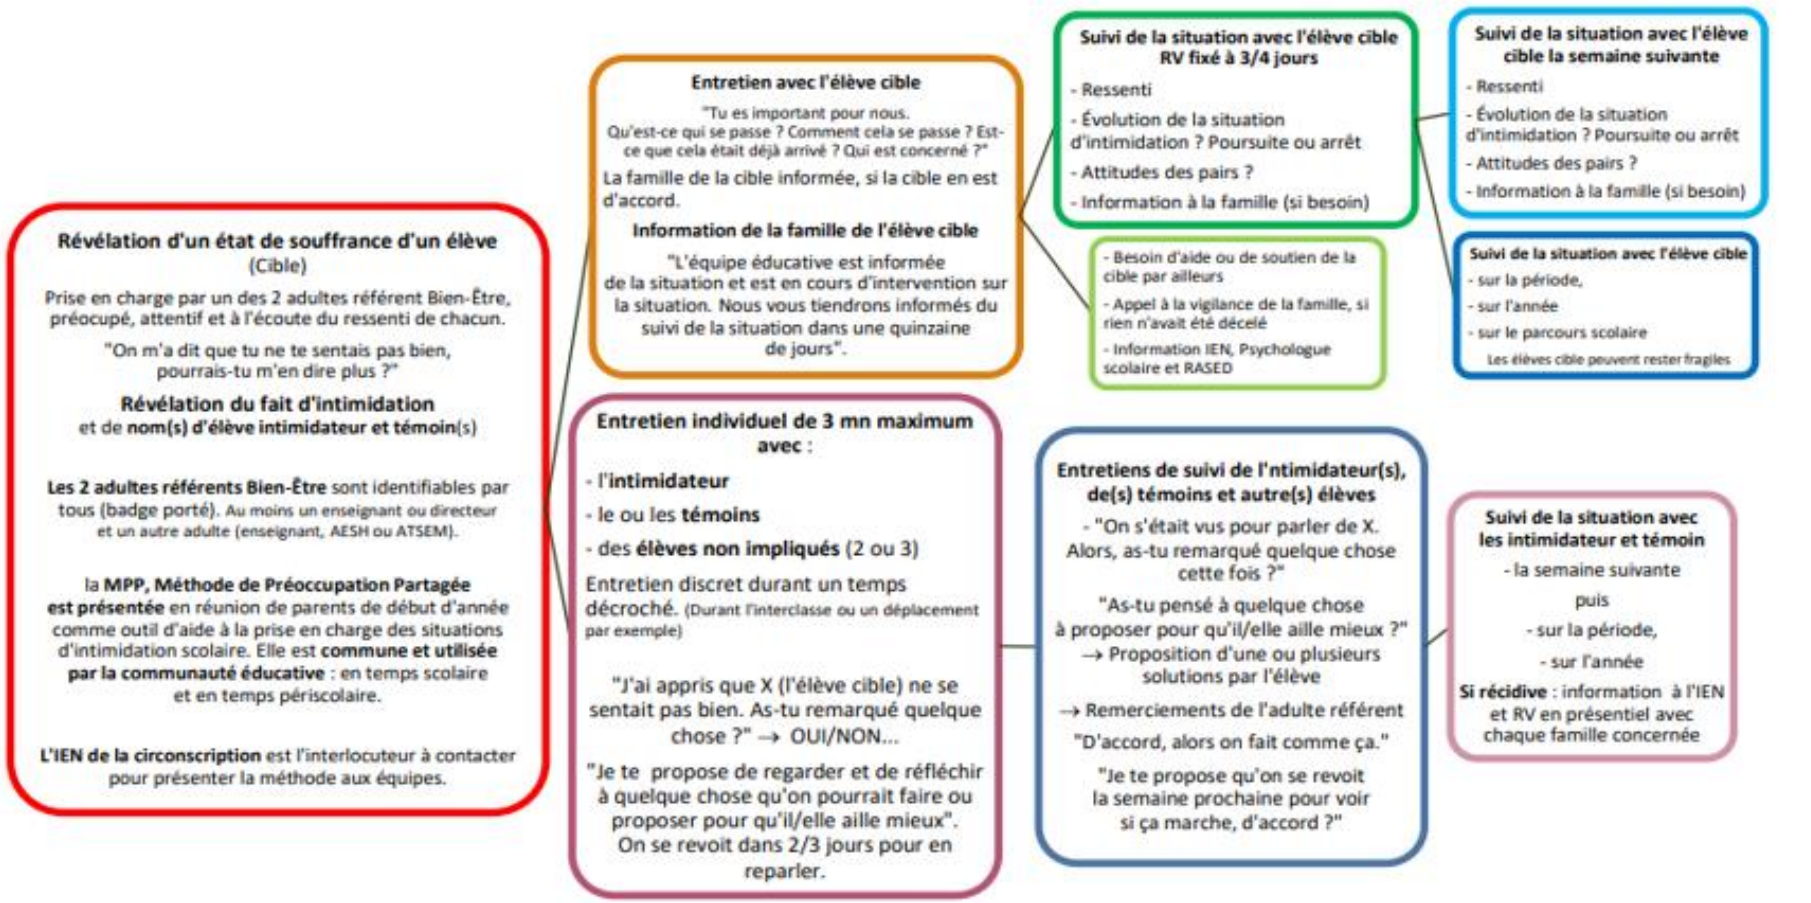 Révélation d'un état de souffrance d'un élève
(Cible)
Prise en charge par un des 2 adultes référent Bien-Être,
préocupé, attentif et à l'écoute du ressenti de chacun.
"On m'a dit que tu ne te sentais pas bien,
pourrais-tu m'en dire plus ?"
Révélation du fait d'intimidation
et de nom(s) d'élève intimidateur et témoin(s)
Les 2 adultes référents Bien-Être sont identifiables par
tous (badge porté). Au moins un enseignant ou directeur
et un autre adulte (enseignant, AESH ou ATSEM).
la MPP, Méthode de Préoccupation Partagée
est présentée en réunion de parents de début d'année
comme outil d'aide à la prise en charge des situations
d'intimidation scolaire. Elle est commune et utilisée
par la communauté éducative : en temps scolaire
et en temps périscolaire.
L'IEN de la circonscription est l'interlocuteur à contacter
pour présenter la méthode aux équipes.
Entretien avec l'élève cible
"Tu es important pour nous.
Qu'est-ce qui se passe ? Comment cela se passe ? Est-
ce que cela était déjà arrivé ? Qui est concerné ?"
La famille de la cible informée, si la cible en est
d'accord.
Information de la famille de l'élève cible
"L'équipe éducative est informée
de la situation et est en cours d'intervention sur
la situation. Nous vous tiendrons informés du
suivi de la situation dans une quinzaine
de jours".
Entretien individuel de 3 mn maximum
avec :
- l'intimidateur
- le ou les témoins
- des élèves non impliqués (2 ou 3)
Entretien discret durant un temps
décroché. (Durant l'interclasse ou un déplacement
par exemple)
"J'ai appris que X (l'élève cible) ne se
sentait pas bien. As-tu remarqué quelque
chose ?" → OUI/NON...
"Je te propose de regarder et de réfléchir
à quelque chose qu'on pourrait faire ou
proposer pour qu'il/elle aille mieux".
On se revoit dans 2/3 jours pour en
reparler.
Suivi de la situation avec l'élève cible
RV fixé à 3/4 jours
- Ressenti
- Évolution de la situation
d'intimidation ? Poursuite ou arrêt
- Attitudes des pairs ?
- Information à la famille (si besoin)
- Besoin d'aide ou de soutien de la
cible par ailleurs
- Appel à la vigilance de la famille, si
rien n'avait été décelé
- Information IEN, Psychologue
scolaire et RASED
Suivi de la situation avec l'élève
cible la semaine suivante
- Ressenti
- Évolution de la situation
d'intimidation ? Poursuite ou arrêt
- Attitudes des pairs ?
- Information à la famille (si besoin)
Suivi de la situation avec l'élève cible
- sur la période,
- sur l'année
- sur le parcours scolaire
Les élèves cible peuvent rester fragiles
Entretiens de suivi de l'ntimidateur(s),
de(s) témoins et autre(s) élèves
- "On s'était vus pour parler de X.
Alors, as-tu remarqué quelque chose
cette fois ?"
"As-tu pensé à quelque chose
à proposer pour qu'il/elle aille mieux ?"
→ Proposition d'une ou plusieurs
solutions par l'élève
→ Remerciements de l'adulte référent
"D'accord, alors on fait comme ça."
"Je te propose qu'on se revoit
la semaine prochaine pour voir
si ça marche, d'accord ?"
Suivi de la situation avec
les intimidateur et témoin
- la semaine suivante
puis
- sur la période,
- sur l'année
Si récidive : information à l'IEN
et RV en présentiel avec
chaque famille concernée